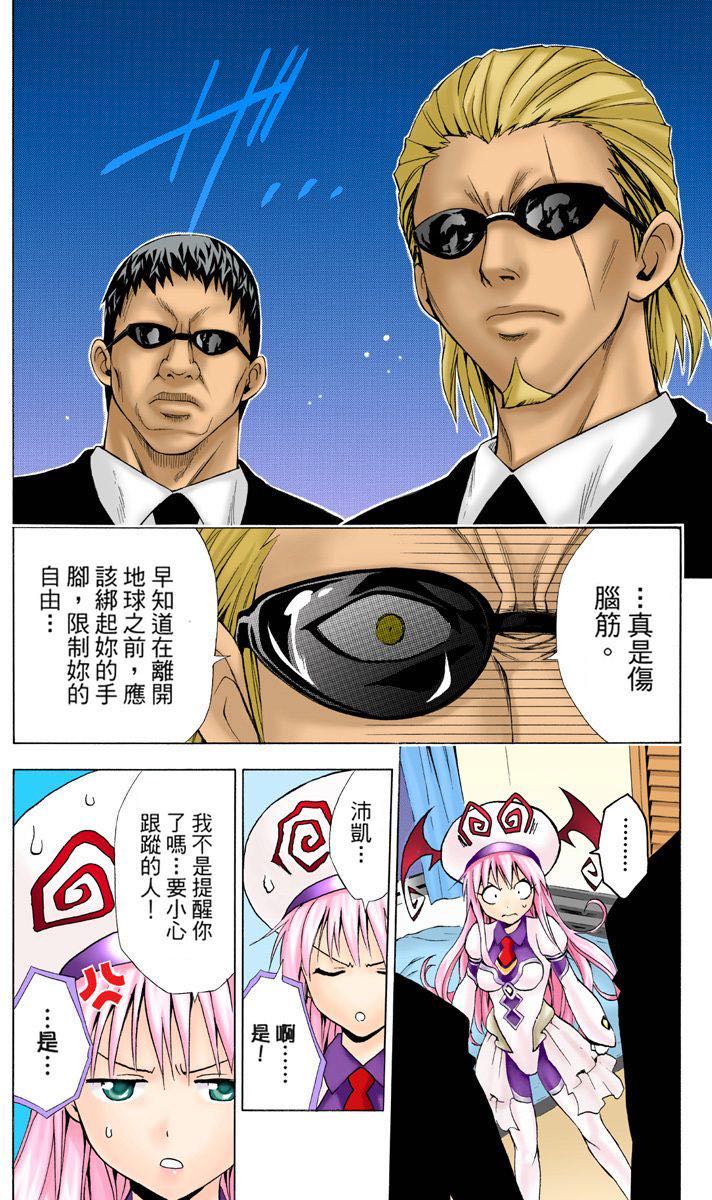 ザッ…
…真是傷
腦筋。
早知道在離開
地球之前，應
該綁起妳的手
腳，限制妳的
自由…
………
沛凱。
啊……
是！
我不是提醒你
了嗎…要小心
跟蹤的人！
…是…